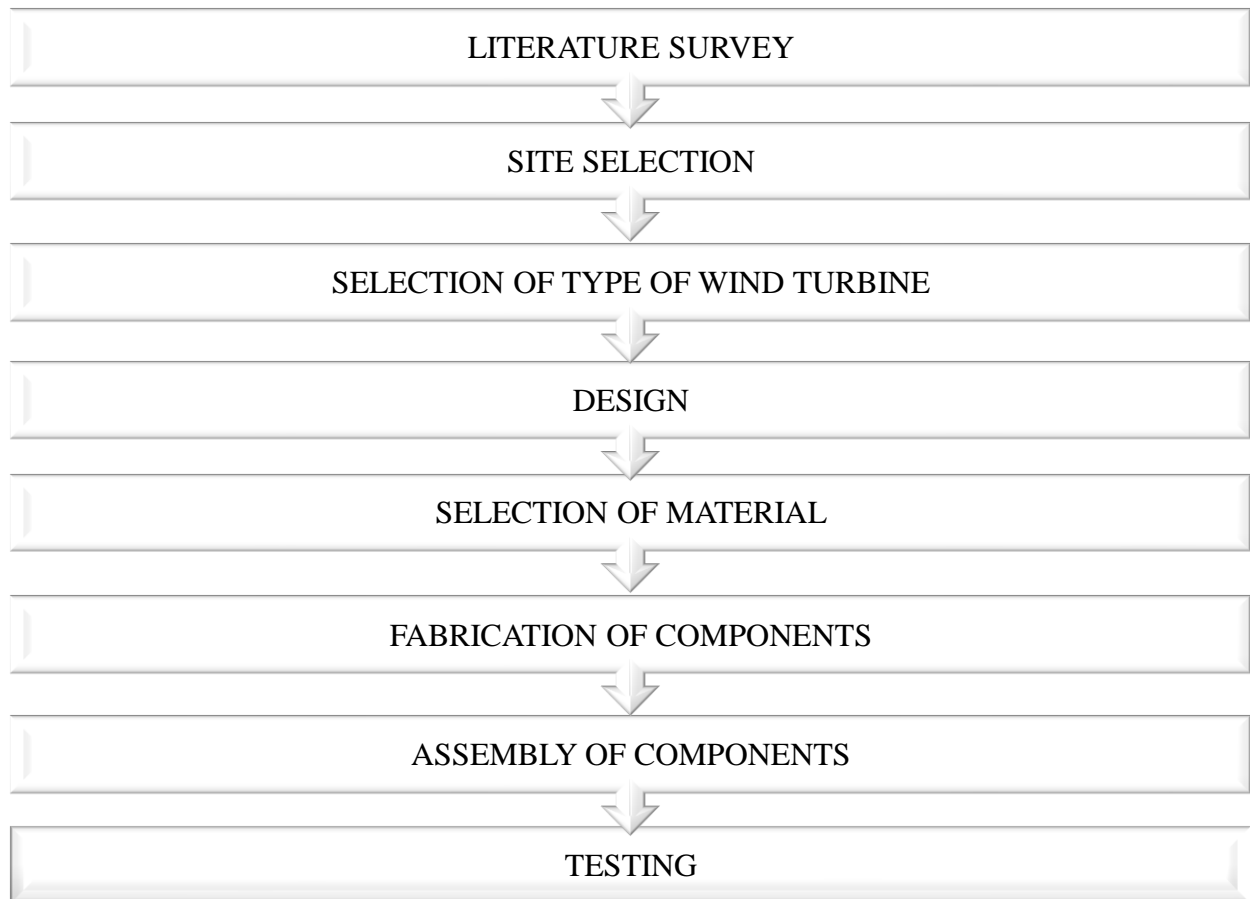 LITERATURE SURVEY
SITE SELECTION
SELECTION OF TYPE OF WIND TURBINE
DESIGN
SELECTION OF MATERIAL
FABRICATION OF COMPONENTS
ASSEMBLY OF COMPONENTS
TESTING